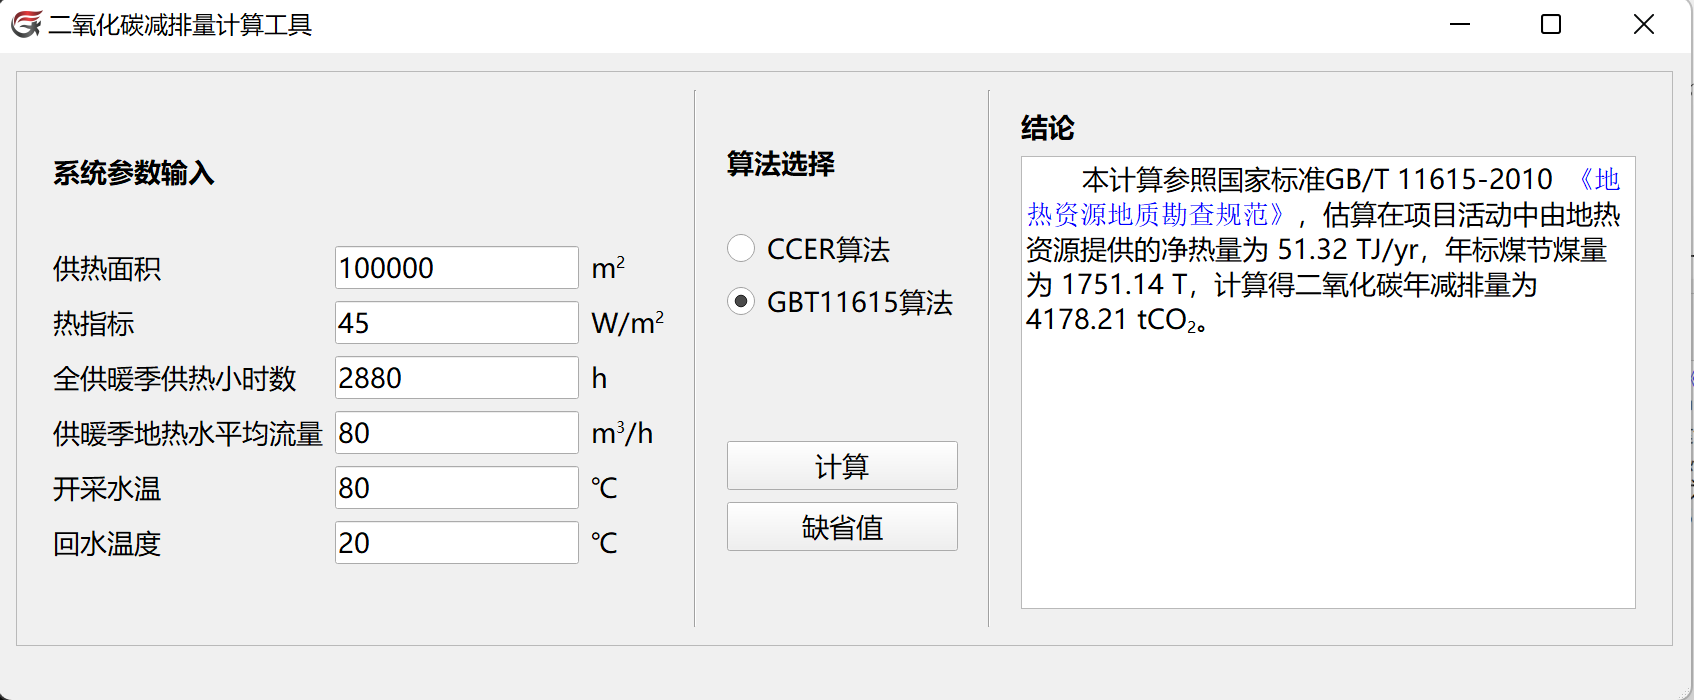 二氧化碳减排量计算工具
系统参数输入
供热面积 100000 m²
热指标 45 W/m²
全供暖季供热小时数 2880 h
供暖季地热水平均流量 80 m³/h
开采水温 80 ℃
回水温度 20 ℃
算法选择
CCER算法
GBT11615算法
计算
缺省值
结论
本计算参照国家标准GB/T 11615-2010 《地
热资源地质勘查规范》，估算在项目活动中由地热
资源提供的净热量为 51.32 TJ/yr，年标煤节煤量
为 1751.14 T，计算得二氧化碳年减排量为
4178.21 tCO₂。